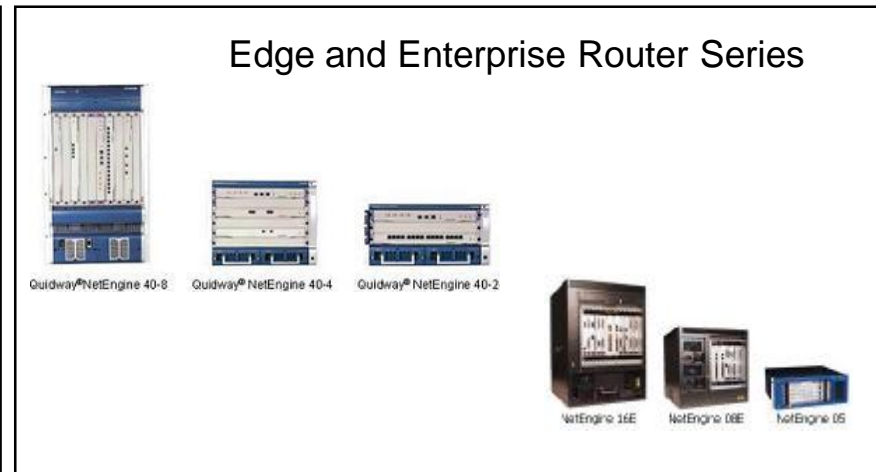 Edge and Enterprise Router Series
Quidway®NetEngine 40-8
Quidway® NetEngine 40-4
Quidway® NetEngine 40-2
NetEngine 16E
NetEngine 08E
NetEngine 05